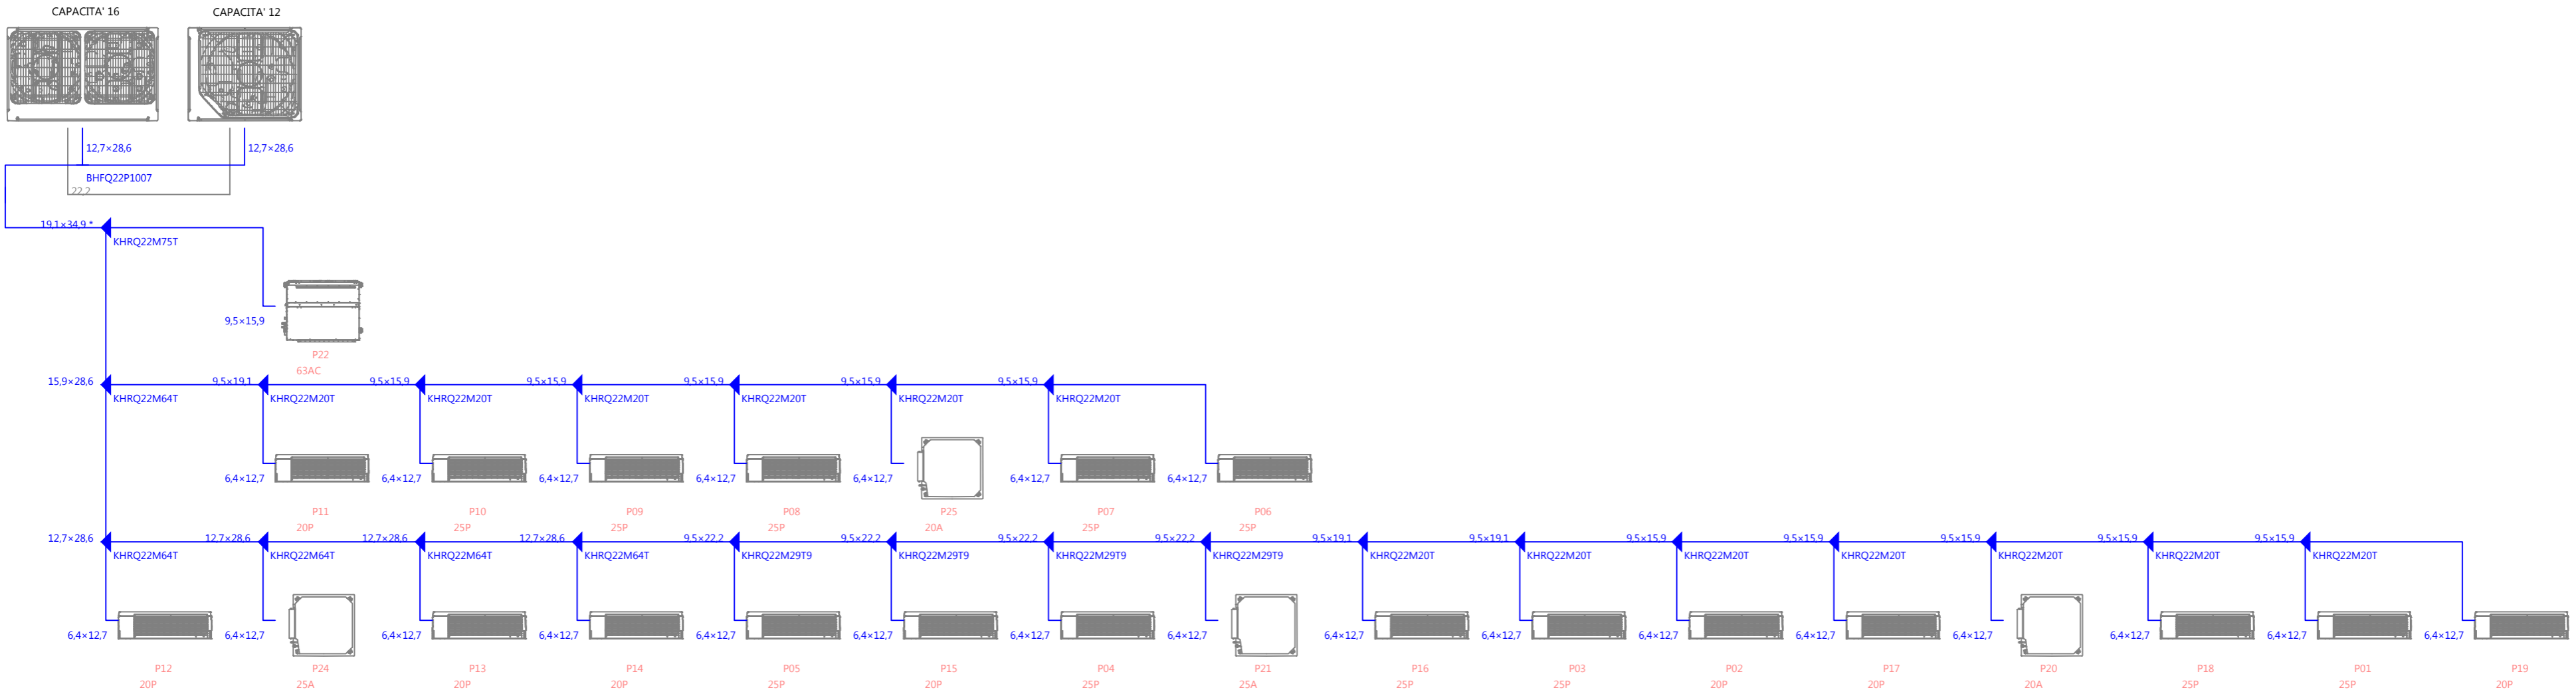 CAPACITA' 16
CAPACITA' 12
12,7×28,6
12,7×28,6
BHFQ22P1007
22,2
19,1×34,9 *
KHRQ22M75T
9,5×15,9
P22
63AC
15,9×28,6 9,5×19,1 9,5×15,9 9,5×15,9 9,5×15,9 9,5×15,9 9,5×15,9
KHRQ22M64T KHRQ22M20T KHRQ22M20T KHRQ22M20T KHRQ22M20T KHRQ22M20T KHRQ22M20T
6,4×12,7 6,4×12,7 6,4×12,7 6,4×12,7 6,4×12,7 6,4×12,7 6,4×12,7
P11 P10 P09 P08 P25 P07 P06
20P 25P 25P 25P 20A 25P 25P
12,7×28,6 12,7×28,6 12,7×28,6 12,7×28,6 9,5×22,2 9,5×22,2 9,5×22,2 9,5×22,2 9,5×19,1 9,5×19,1 9,5×15,9 9,5×15,9 9,5×15,9 9,5×15,9 9,5×15,9
KHRQ22M64T KHRQ22M64T KHRQ22M64T KHRQ22M64T KHRQ22M29T9 KHRQ22M29T9 KHRQ22M29T9 KHRQ22M29T9 KHRQ22M20T KHRQ22M20T KHRQ22M20T KHRQ22M20T KHRQ22M20T KHRQ22M20T KHRQ22M20T
6,4×12,7 6,4×12,7 6,4×12,7 6,4×12,7 6,4×12,7 6,4×12,7 6,4×12,7 6,4×12,7 6,4×12,7 6,4×12,7 6,4×12,7 6,4×12,7 6,4×12,7 6,4×12,7 6,4×12,7 6,4×12,7
P12 P24 P13 P14 P05 P15 P04 P21 P16 P03 P02 P17 P20 P18 P01 P19
20P 25A 20P 20P 25P 20P 25P 25A 25P 25P 20P 20P 20A 25P 25P 20P